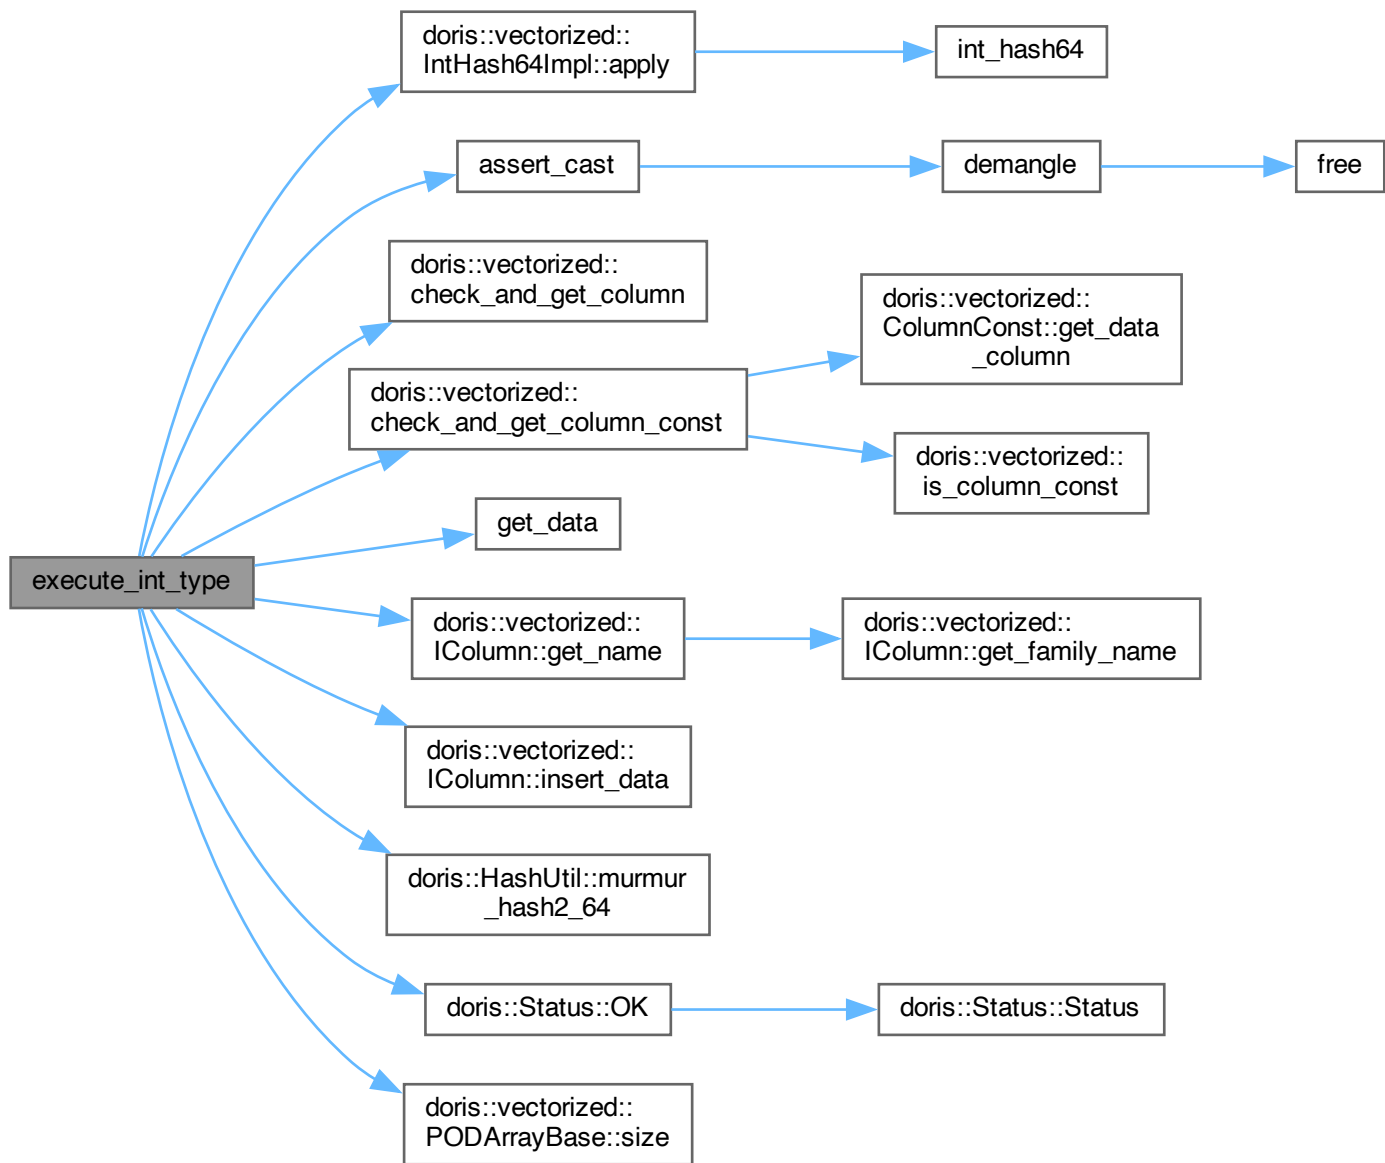 doris::vectorized::
IntHash64Impl::apply
int_hash64
assert_cast
demangle
free
doris::vectorized::
check_and_get_column
doris::vectorized::
ColumnConst::get_data
_column
doris::vectorized::
check_and_get_column_const
doris::vectorized::
is_column_const
get_data
execute_int_type
doris::vectorized::
IColumn::get_name
doris::vectorized::
IColumn::get_family_name
doris::vectorized::
IColumn::insert_data
doris::HashUtil::murmur
_hash2_64
doris::Status::OK
doris::Status::Status
doris::vectorized::
PODArrayBase::size